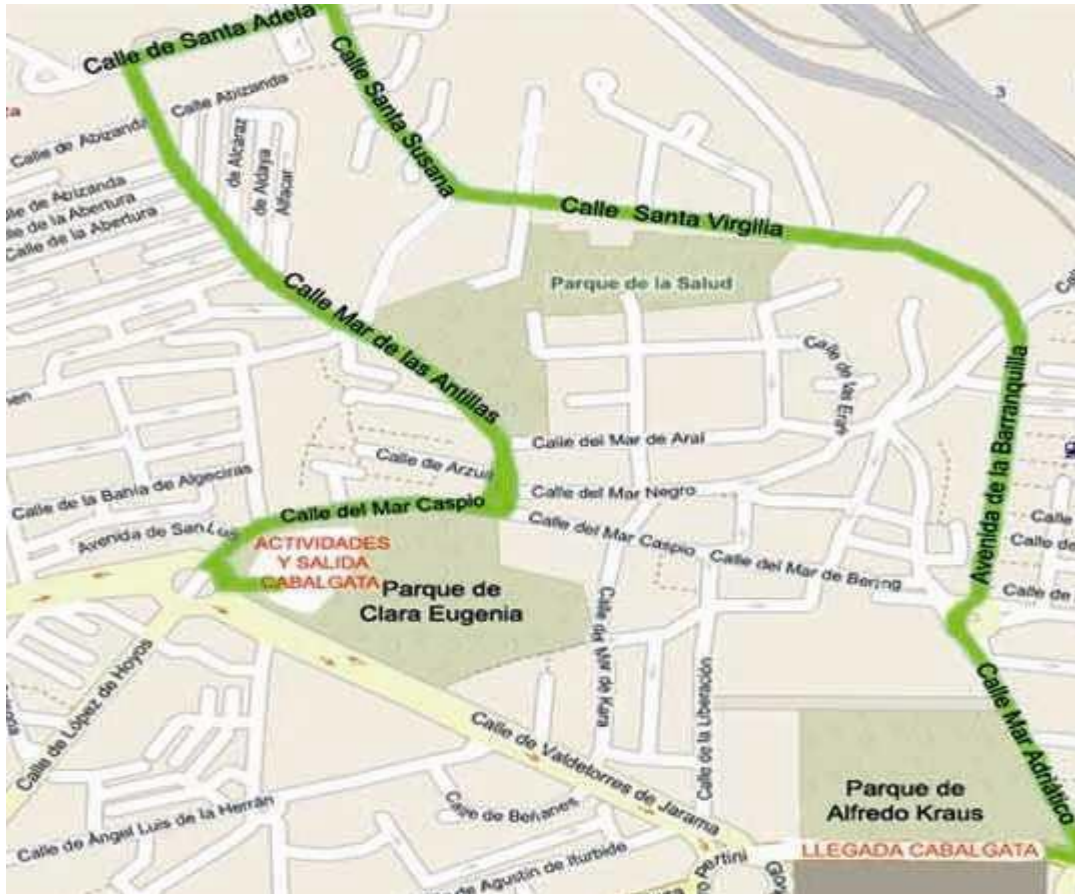 Calle de Santa Adela
Calle Santa Susana
3
Calle Abizanda
Calle de Abizanda
de Alcaraz
de Aldaya
Alfacar
de Abizanda
de la Abertura
Calle de la Abertura
Calle Santa Virgilia
Parque de la Salud
Calle Mar de las Antillas
Calle de las Eras
Avenida de la Barranquilla
Calle del Mar de Aral
Calle de Arzua
Calle de la Bahía de Algeciras
Calle del Mar Negro
Calle del Mar Caspio
Avenida de San Luis
Calle del Mar Caspio
Calle del Mar de Bering
Calle
Calle de
Calle de
ACTIVIDADES
Y SALIDA
CABALGATA
Parque de
Clara Eugenia
Calle del Mar de Kara
Calle de la Liberación
Calle de López de Hoyos
Calle de Valdetorres de Jarama
Calle Mar Adriático
Parque de
Alfredo Kraus
Calle de Behanes
Calle de Ángel Luis de la Herrán
de Agustín de Iturbide
Pertini
LLEGADA CABALGATA